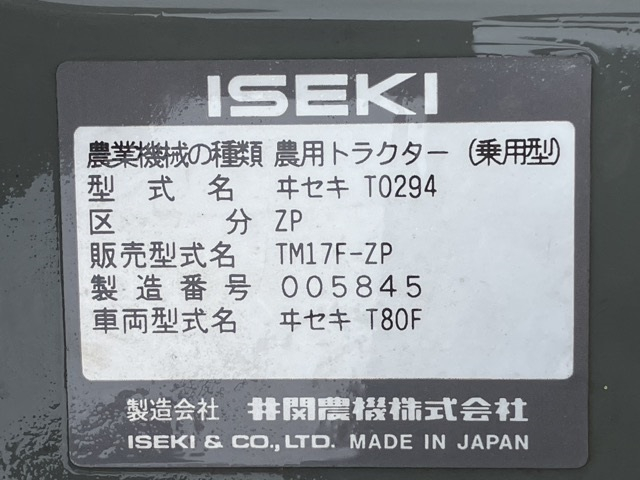 ISEKI
農業機械の種類 農用トラクター (乗用型)
型式名 ヰセキ T0294
区分 ZP
販売型式名 TM17F-ZP
製造番号 005845
車両型式名 ヰセキ T80F
製造会社 井関農機株式会社
ISEKI & CO.,LTD. MADE IN JAPAN